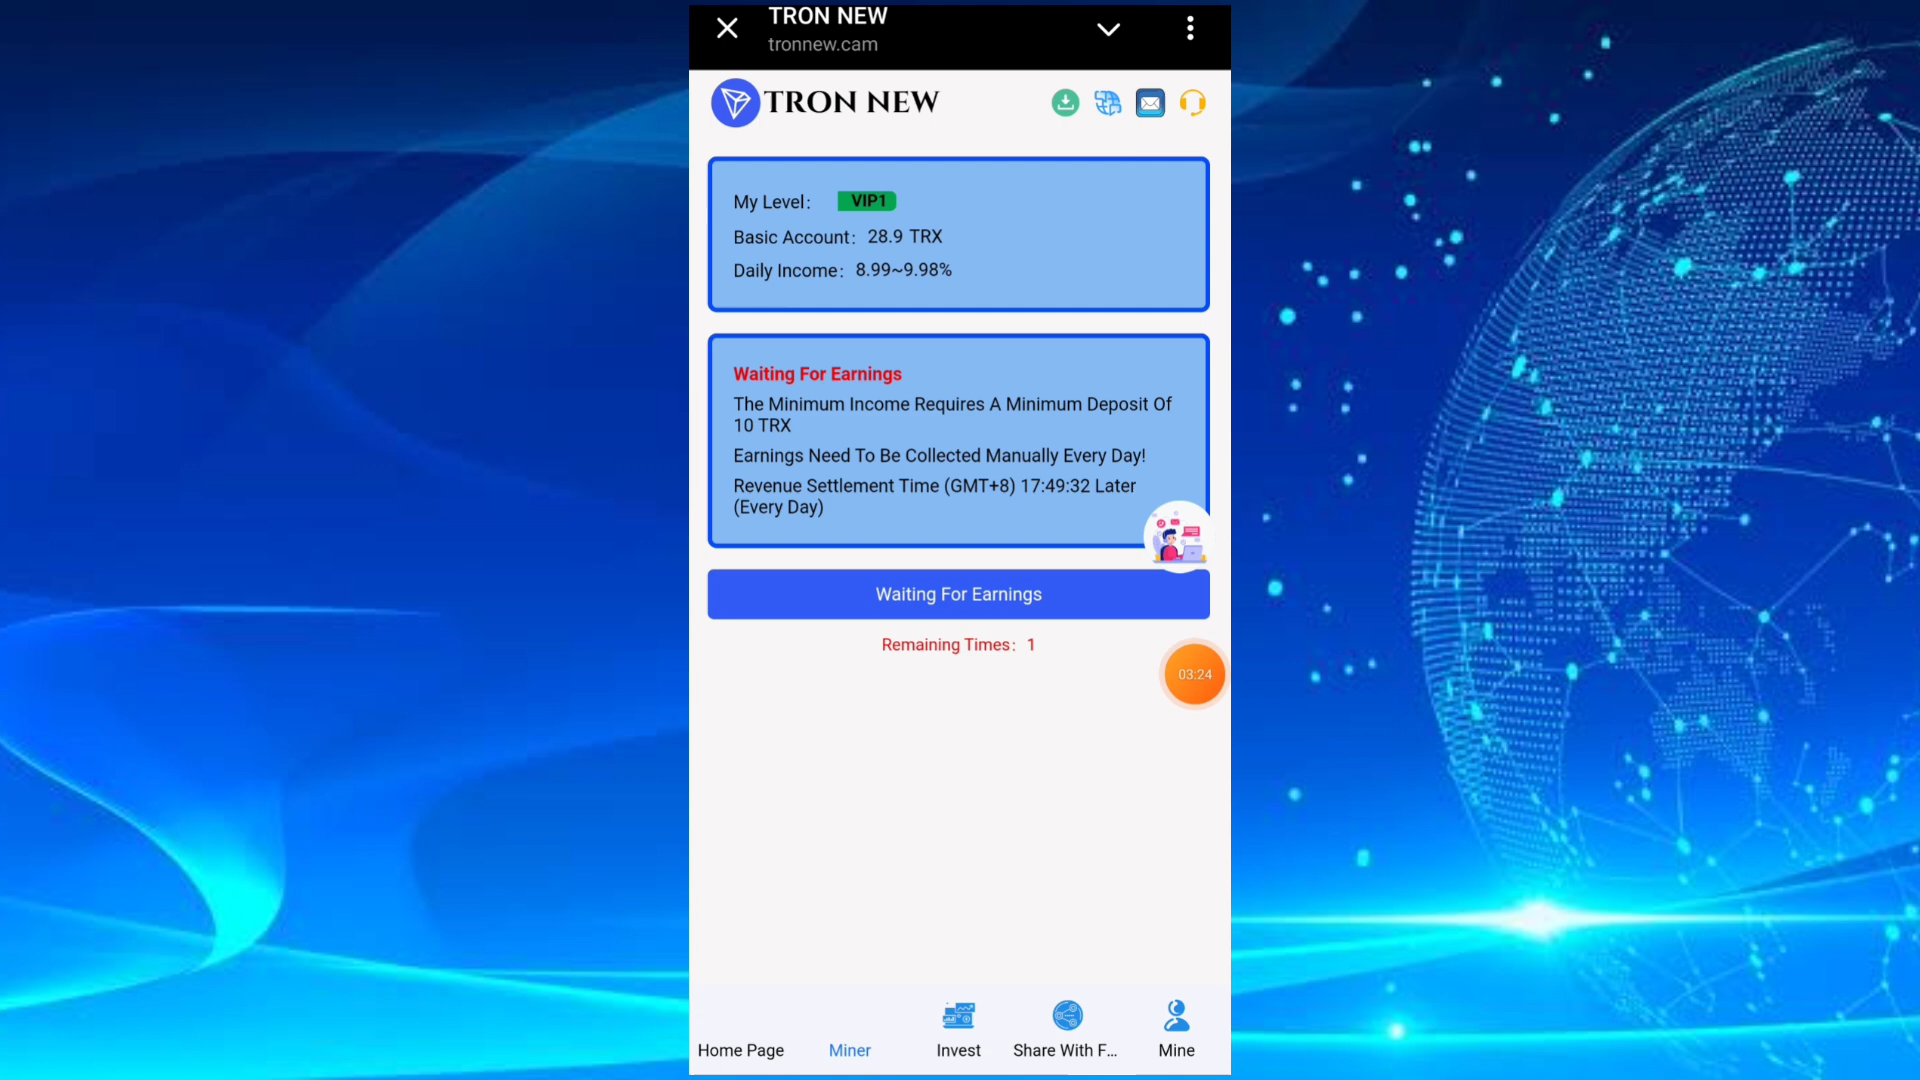 TRON NEW
tronnew.cam
TRON NEW
My Level: VIP1
Basic Account: 28.9 TRX
Daily Income: 8.99~9.98%
Waiting For Earnings
The Minimum Income Requires A Minimum Deposit Of
10 TRX
Earnings Need To Be Collected Manually Every Day!
Revenue Settlement Time (GMT+8) 17:49:32 Later
(Every Day)
Waiting For Earnings
Remaining Times: 1
03:24
Home Page Miner Invest Share With F... Mine